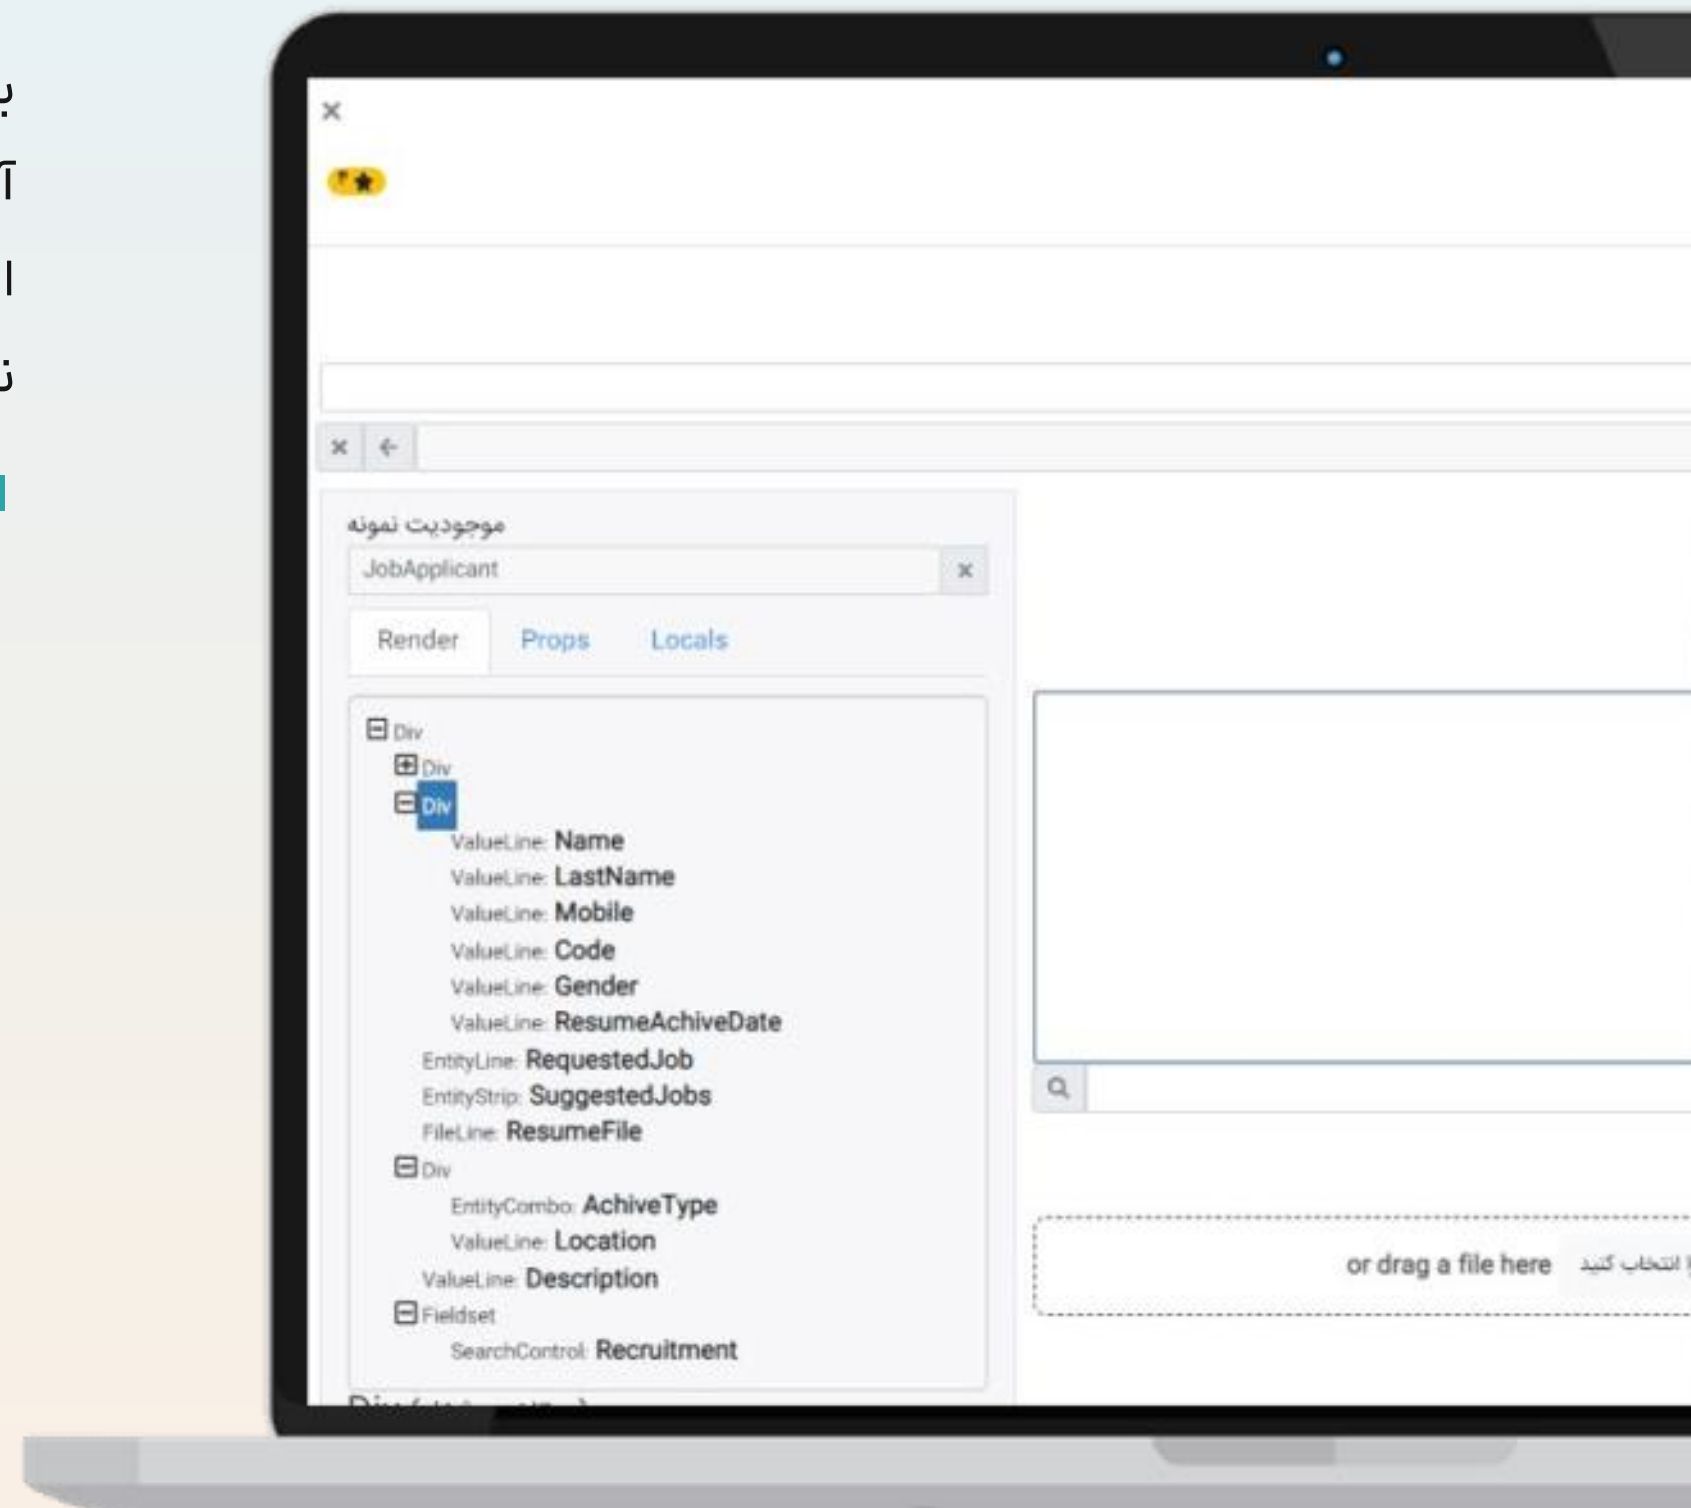 موجودیت نمونه
JobApplicant
Render Props Locals
Div
Div
Div
ValueLine: Name
ValueLine: LastName
ValueLine: Mobile
ValueLine: Code
ValueLine: Gender
ValueLine: ResumeAchiveDate
EntityLine: RequestedJob
EntityStrip: SuggestedJobs
FileLine: ResumeFile
Div
EntityCombo: AchiveType
ValueLine: Location
ValueLine: Description
Fieldset
SearchControl: Recruitment
or drag a file here انتخاب کنید